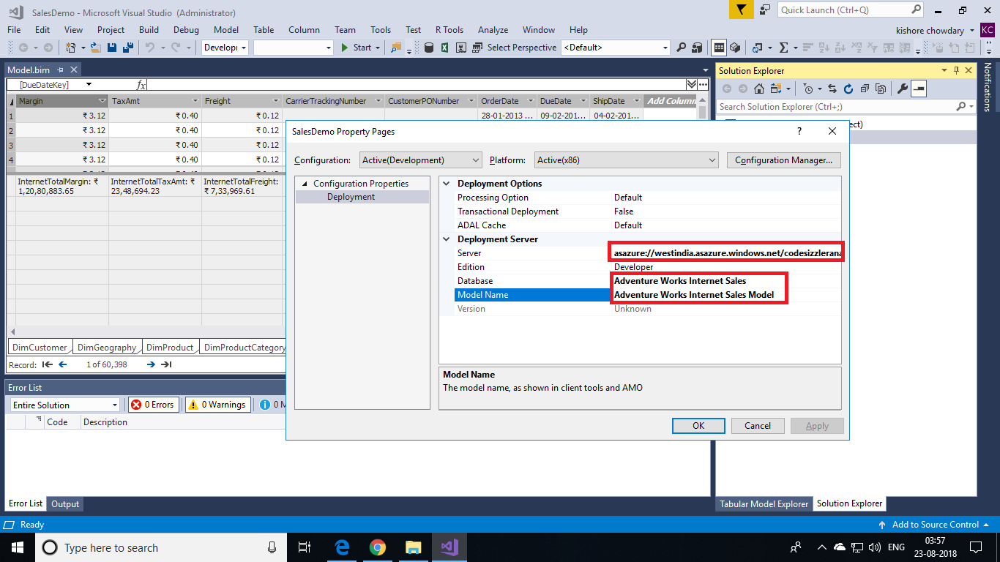 SalesDemo - Microsoft Visual Studio (Administrator)
Quick Launch (Ctrl+Q)
File Edit View Project Build Debug Model Table Column Team Tools Test R Tools Analyze Window Help
kishore chowdary KC
Start Select Perspective <Default>
Model.bim
[DueDateKey] fx
Margin TaxAmt Freight CarrierTrackingNumber CustomerPONumber OrderDate DueDate ShipDate
1 ₹ 3.12 ₹ 0.40 ₹ 0.12 28-01-2013 ... 09-02-201... 04-02-201...
2 ₹ 3.12 ₹ 0.40 ₹ 0.12
3 ₹ 3.12 ₹ 0.40 ₹ 0.12
4 ₹ 3.12 ₹ 0.40 ₹ 0.12
InternetTotalMargin: ₹
1,20,80,883.65
InternetTotalTaxAmt: ₹
23,48,694.23
InternetTotalFreight:
₹ 7,33,969.61
DimCustomer DimGeography DimProduct DimProductCategory
Record: 1 of 60,398
Error List
Entire Solution 0 Errors 0 Warnings 0
Code Description
Error List Output
SalesDemo Property Pages ?
Configuration: Active(Development) Platform: Active(x86) Configuration Manager...
Configuration Properties
Deployment
Deployment Options
Processing Option Default
Transactional Deployment False
ADAL Cache Default
Deployment Server
Server asazure://westindia.asazure.windows.net/codesizzlerana
Edition Developer
Database Adventure Works Internet Sales
Model Name Adventure Works Internet Sales Model
Version Unknown
Model Name
The model name, as shown in client tools and AMO
OK Cancel Apply
Solution Explorer
Search Solution Explorer (Ctrl+;)
Tabular Model Explorer Solution Explorer
Notifications
Ready
Add to Source Control
Type here to search
ENG
03:57
23-08-2018